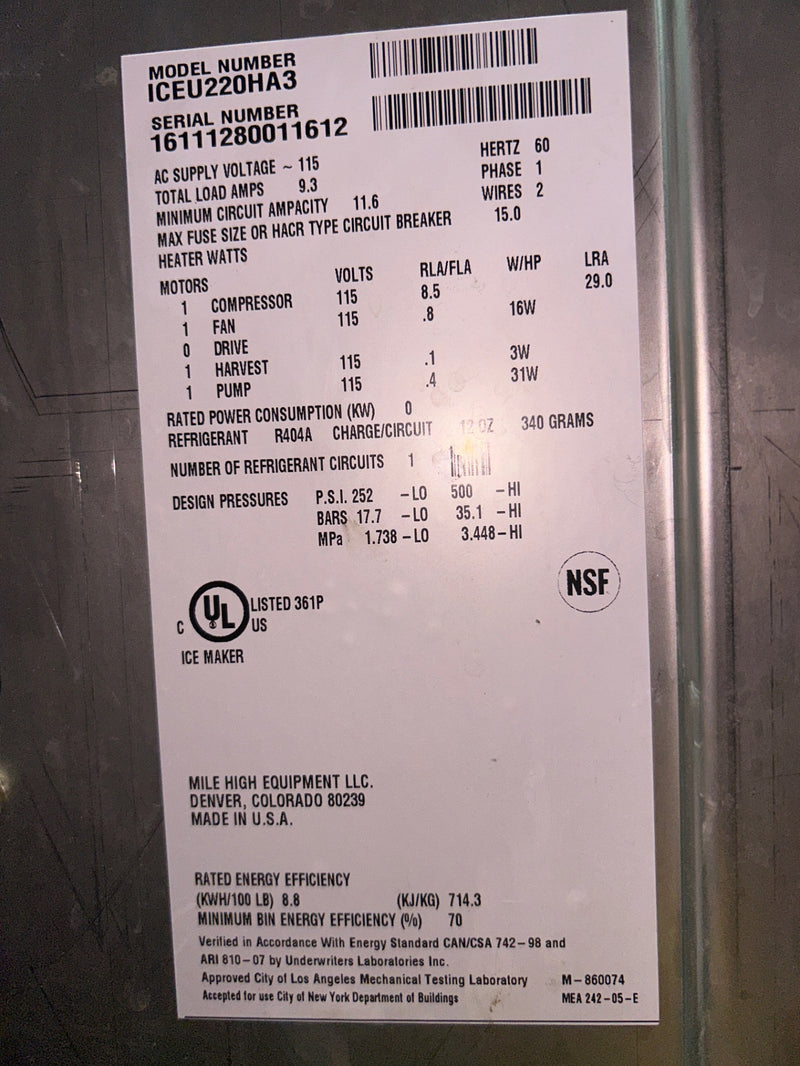 MODEL NUMBER
ICEU220HA3
SERIAL NUMBER
16111280011612
AC SUPPLY VOLTAGE ~ 115 HERTZ 60
TOTAL LOAD AMPS 9.3 PHASE 1
MINIMUM CIRCUIT AMPACITY 11.6 WIRES 2
MAX FUSE SIZE OR HACR TYPE CIRCUIT BREAKER 15.0
HEATER WATTS
MOTORS VOLTS RLA/FLA W/HP LRA
1 COMPRESSOR 115 8.5 29.0
1 FAN 115 .8 16W
0 DRIVE
1 HARVEST 115 .1 3W
1 PUMP 115 .4 31W
RATED POWER CONSUMPTION (KW) 0
REFRIGERANT R404A CHARGE/CIRCUIT 12 OZ 340 GRAMS
NUMBER OF REFRIGERANT CIRCUITS 1
DESIGN PRESSURES P.S.I. 252 -LO 500 -HI
BARS 17.7 -LO 35.1 -HI
MPa 1.738 -LO 3.448-HI
NSF
C UL US LISTED 361P
ICE MAKER
MILE HIGH EQUIPMENT LLC.
DENVER, COLORADO 80239
MADE IN U.S.A.
RATED ENERGY EFFICIENCY
(KWH/100 LB) 8.8 (KJ/KG) 714.3
MINIMUM BIN ENERGY EFFICIENCY (%) 70
Verified in Accordance With Energy Standard CAN/CSA 742-98 and
ARI 810-07 by Underwriters Laboratories Inc.
Approved City of Los Angeles Mechanical Testing Laboratory M-860074
Accepted for use City of New York Department of Buildings MEA 242-05-E